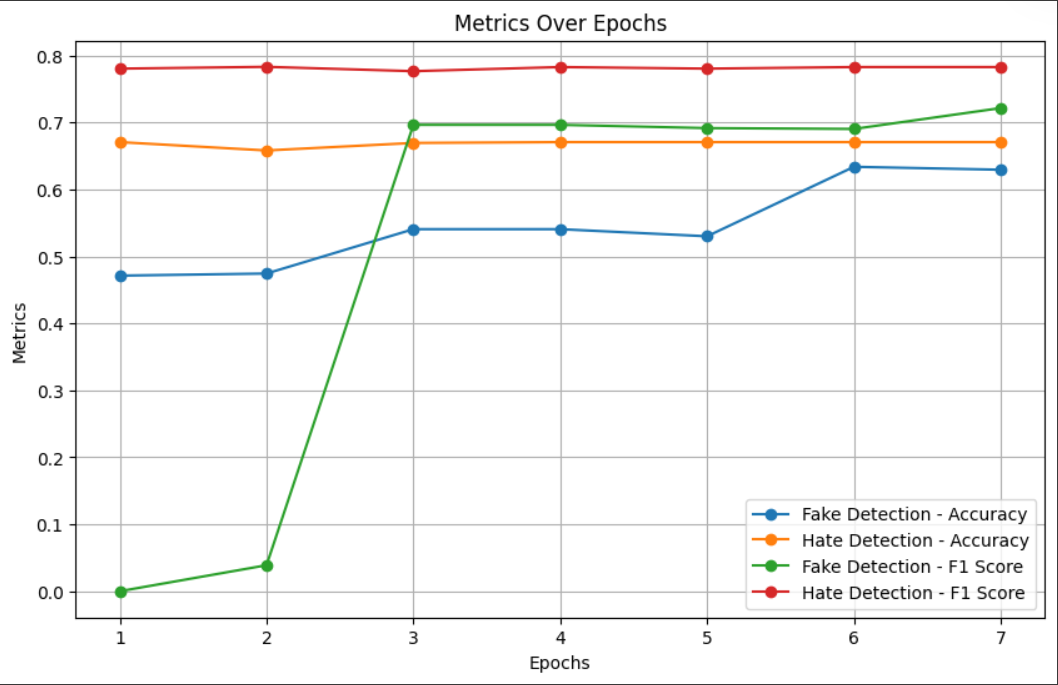 Metrics Over Epochs
Metrics
0.8
0.7
0.6
0.5
0.4
0.3
0.2
0.1
0.0
1 2 3 4 5 6 7
Epochs
Fake Detection - Accuracy
Hate Detection - Accuracy
Fake Detection - F1 Score
Hate Detection - F1 Score